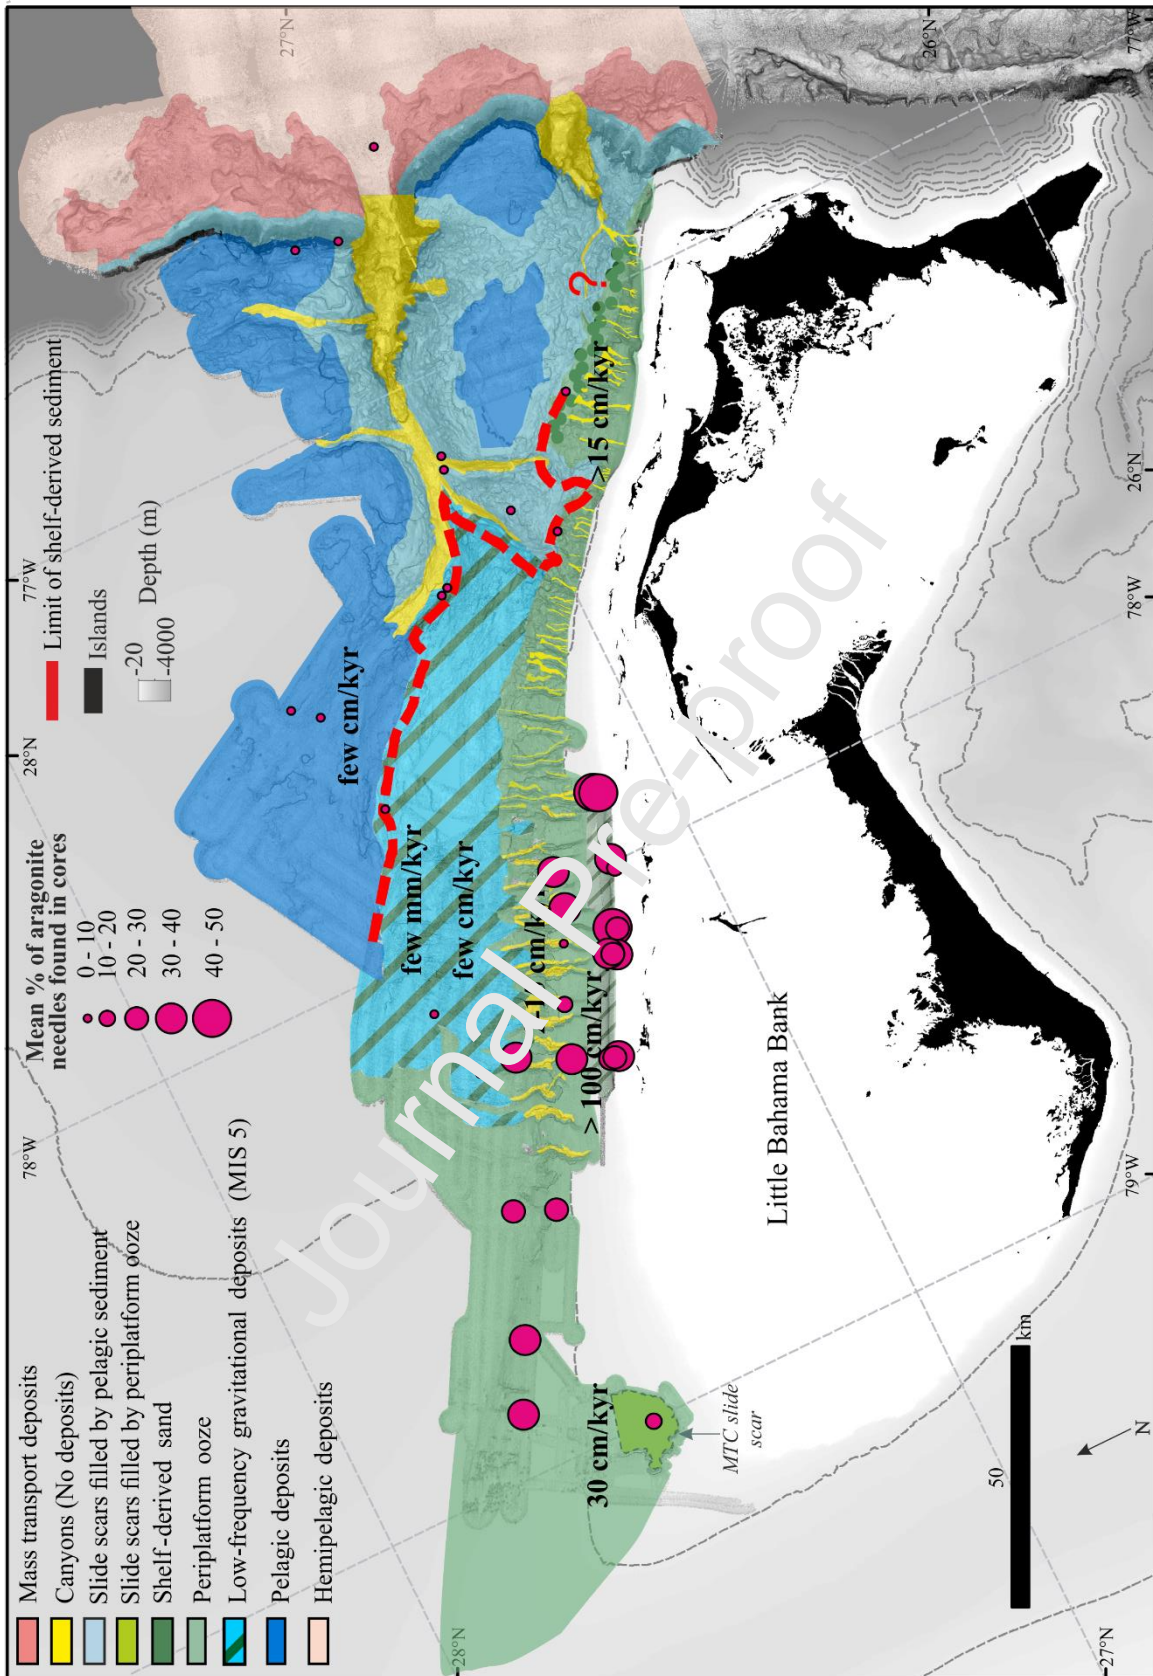 Mass transport deposits
Canyons (No deposits)
Slide scars filled by pelagic sediment
Slide scars filled by periplatform ooze
Shelf-derived sand
Periplatform ooze
Low-frequency gravitational deposits (MIS 5)
Pelagic deposits
Hemipelagic deposits
Mean % of aragonite
needles found in cores
0 - 10
10 - 20
20 - 30
30 - 40
40 - 50
Limit of shelf-derived sediment
Islands
-20
-4000
Depth (m)
78°W
28°N
77°W
27°N
26°N
77°W
28°N
27°N
79°W
78°W
26°N
few cm/kyr
few mm/kyr
few cm/kyr
cm/k
> 100 cm/kyr
>15 cm/kyr
?
30 cm/kyr
MTC slide
scar
Little Bahama Bank
50
km
N
Journal Pre-proof